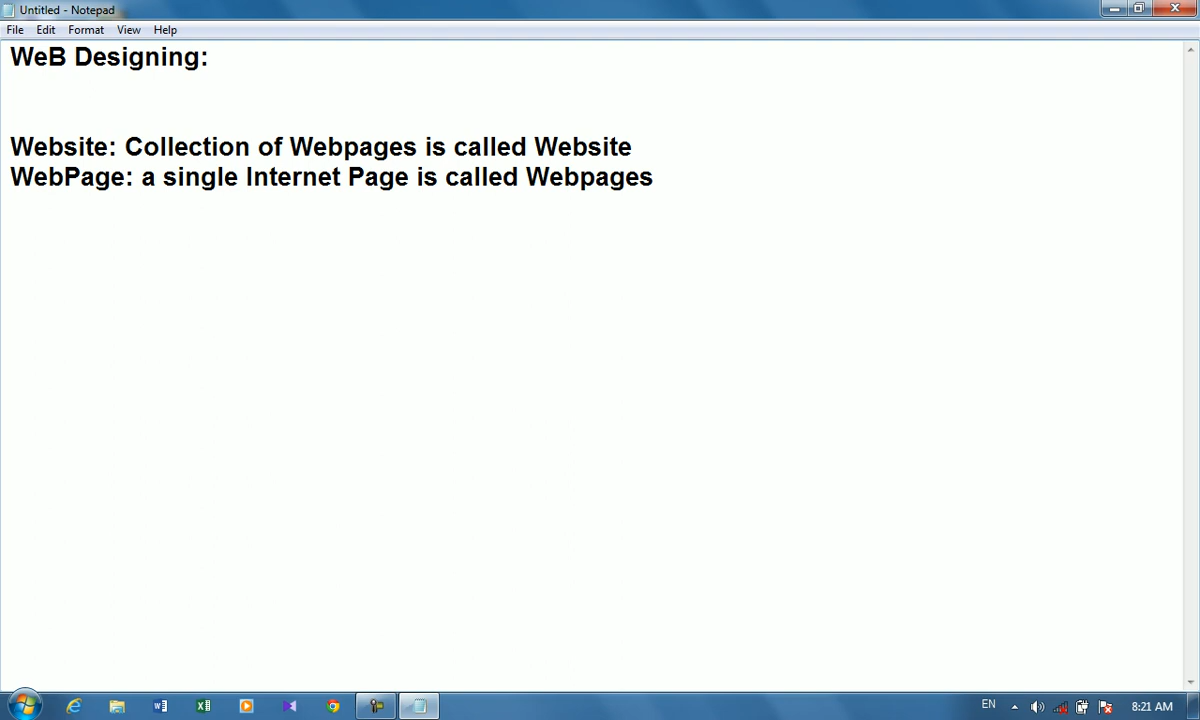 Untitled - Notepad
File Edit Format View Help
WeB Designing:
Website: Collection of Webpages is called Website
WebPage: a single Internet Page is called Webpages
EN
8:21 AM